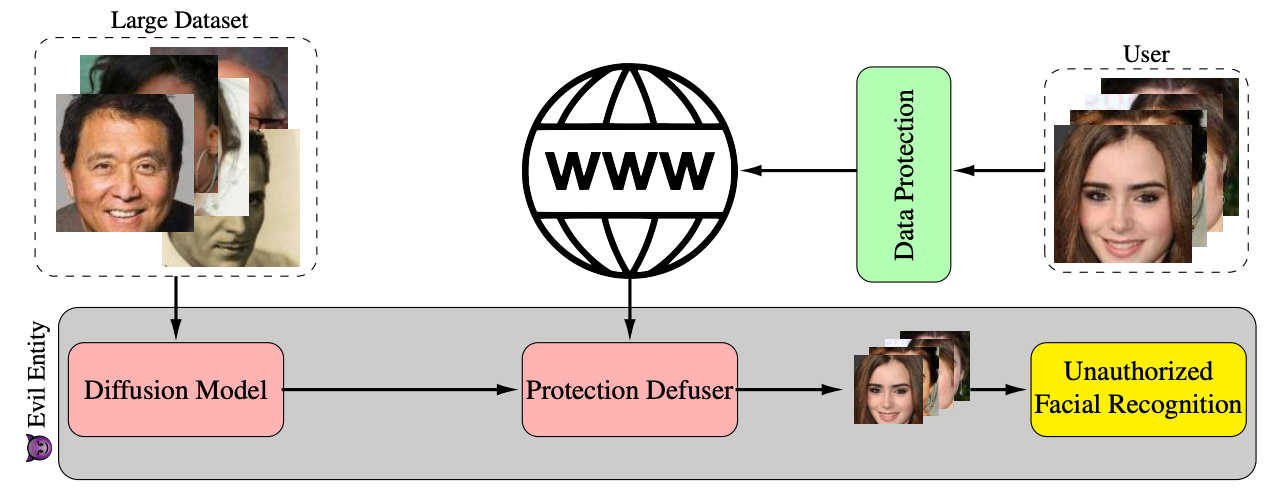 Large Dataset
User
WWW
Data Protection
Evil Entity
Diffusion Model
Protection Defuser
Unauthorized
Facial Recognition